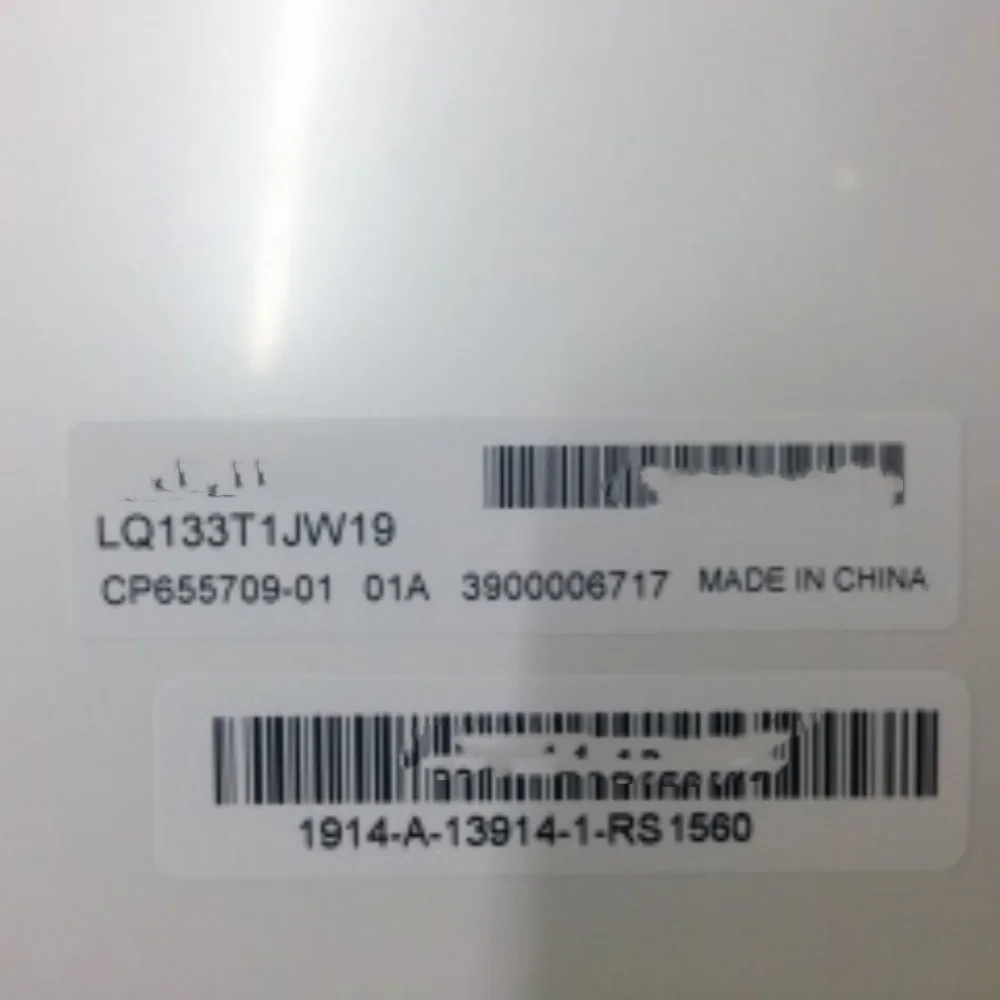 LQ133T1JW19
CP655709-01 01A 3900006717 MADE IN CHINA
1914-A-13914-1-RS1560